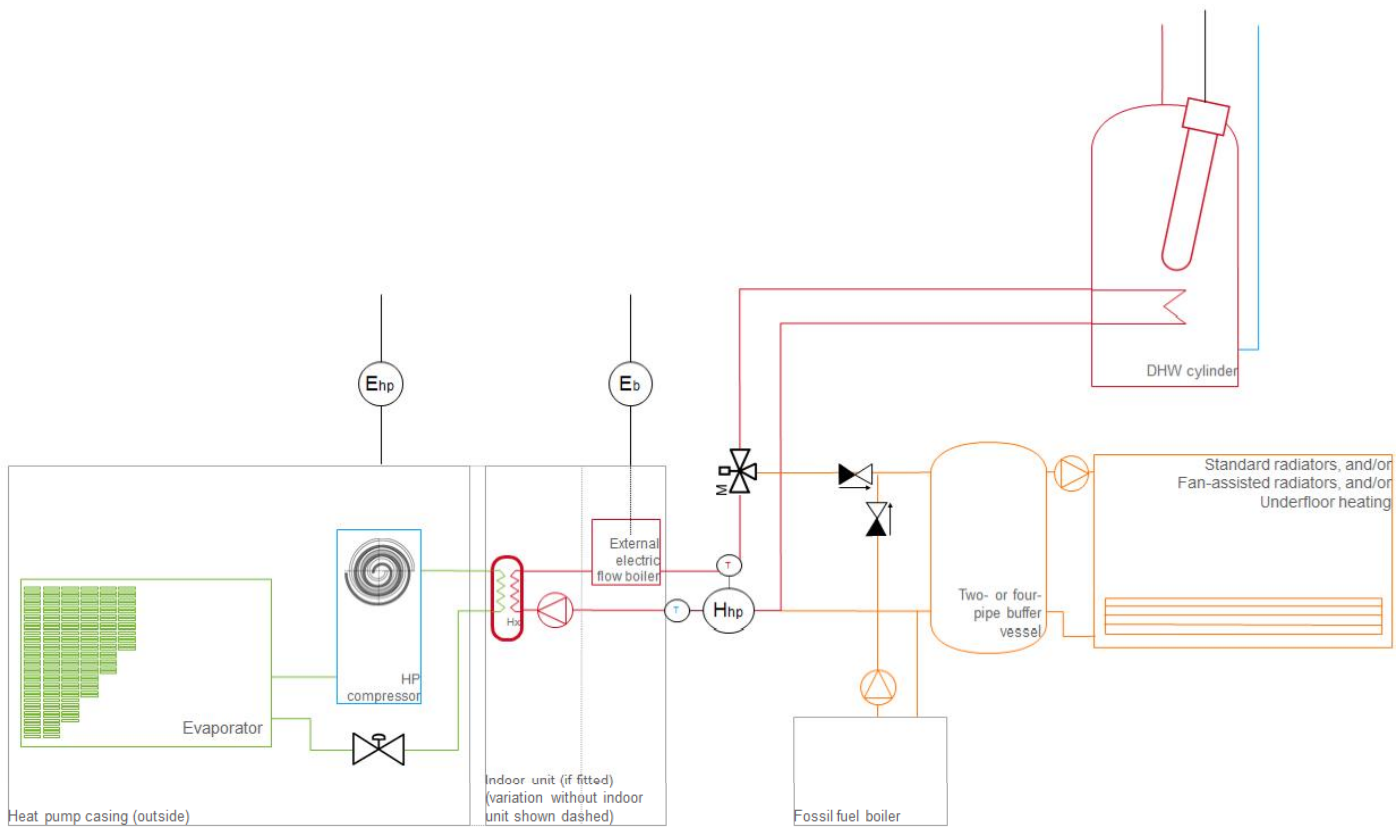 DHW cylinder
Ehp
Eb
M
Standard radiators, and/or
Fan-assisted radiators, and/or
Underfloor heating
External
electric
flow boiler
T
T
Hhp
Hx
Two- or four-
pipe buffer
vessel
HP
compressor
Evaporator
Indoor unit (if fitted)
(variation without indoor
unit shown dashed)
Heat pump casing (outside)
Fossil fuel boiler